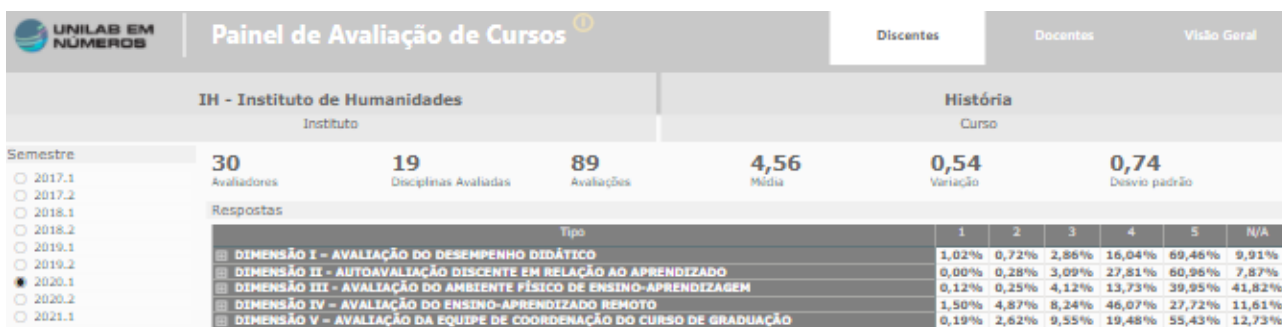 UNILAB EM NÚMEROS
Painel de Avaliação de Cursos
Discentes
Docentes
Visão Geral
IH - Instituto de Humanidades
Instituto
História
Curso
Semestre
2017.1
2017.2
2018.1
2018.2
2019.1
2019.2
2020.1
2020.2
2021.1
30
Avaliadores
19
Disciplinas Avaliadas
89
Avaliações
4,56
Média
0,54
Variação
0,74
Desvio padrão
Respostas
Tipo 1 2 3 4 5 N/A
DIMENSÃO I – AVALIAÇÃO DO DESEMPENHO DIDÁTICO 1,02% 0,72% 2,86% 16,04% 69,46% 9,91%
DIMENSÃO II - AUTOAVALIAÇÃO DISCENTE EM RELAÇÃO AO APRENDIZADO 0,00% 0,28% 3,09% 27,81% 60,96% 7,87%
DIMENSÃO III - AVALIAÇÃO DO AMBIENTE FÍSICO DE ENSINO-APRENDIZAGEM 0,12% 0,25% 4,12% 13,73% 39,95% 41,82%
DIMENSÃO IV – AVALIAÇÃO DO ENSINO-APRENDIZADO REMOTO 1,50% 4,87% 8,24% 46,07% 27,72% 11,61%
DIMENSÃO V – AVALIAÇÃO DA EQUIPE DE COORDENAÇÃO DO CURSO DE GRADUAÇÃO 0,19% 2,62% 9,55% 19,48% 55,43% 12,73%